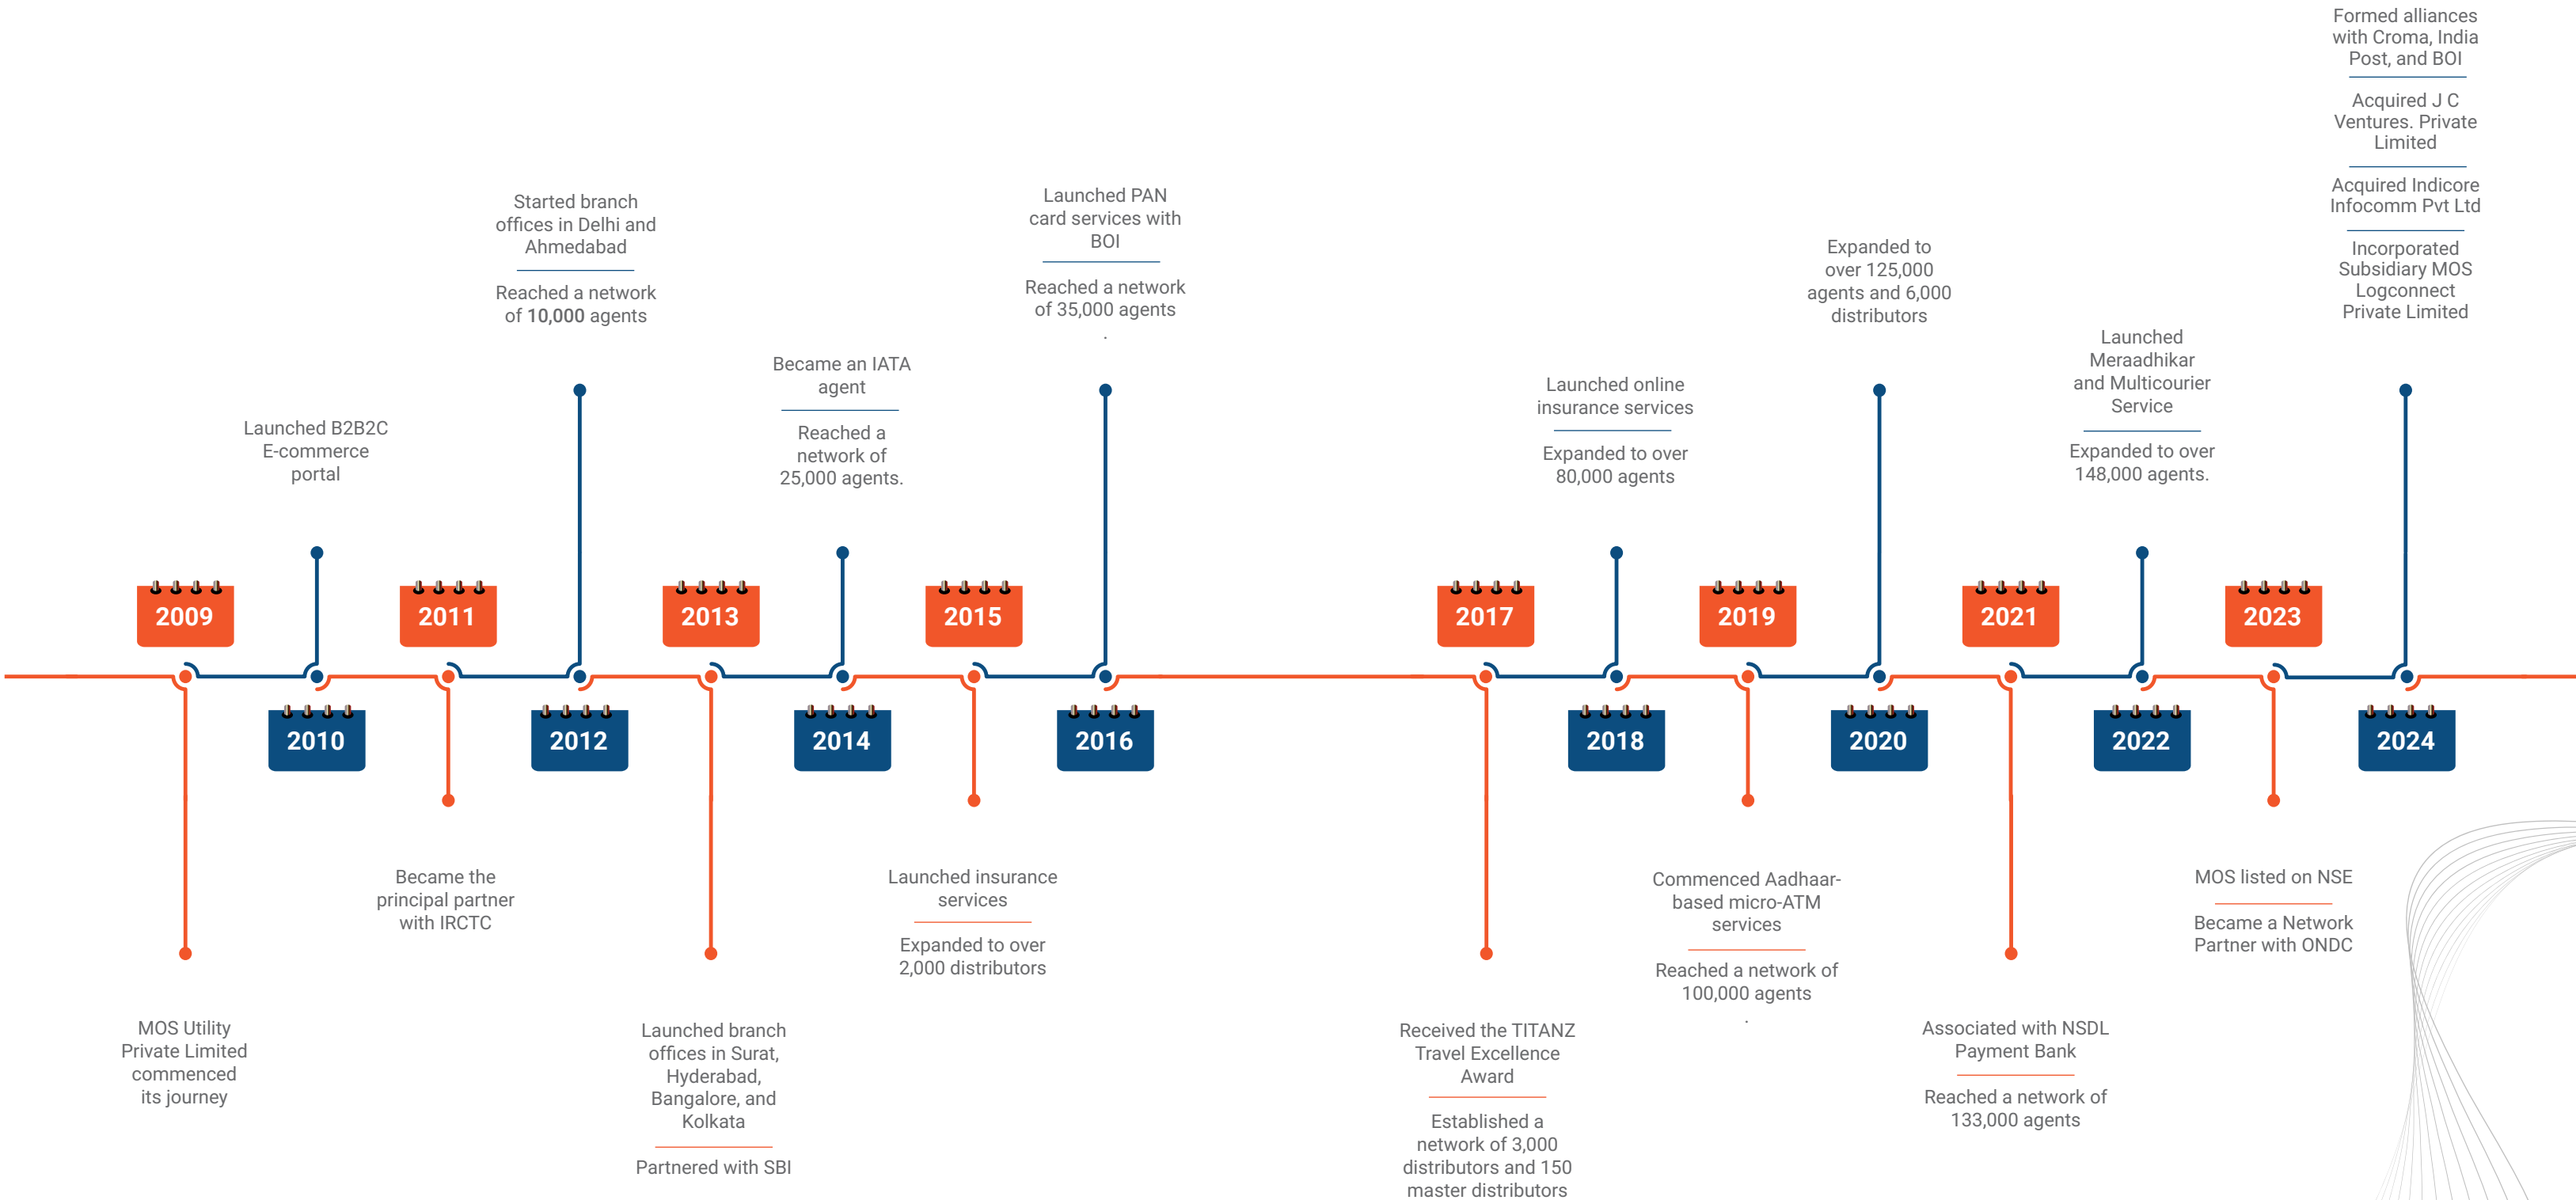 2009
MOS Utility
Private Limited
commenced
its journey
Launched B2B2C
E-commerce
portal
2010
2011
Became the
principal partner
with IRCTC
Started branch
offices in Delhi and
Ahmedabad
Reached a network
of 10,000 agents
2012
2013
Launched branch
offices in Surat,
Hyderabad,
Bangalore, and
Kolkata
Partnered with SBI
Became an IATA
agent
Reached a
network of
25,000 agents.
2014
2015
Launched insurance
services
Expanded to over
2,000 distributors
Launched PAN
card services with
BOI
Reached a network
of 35,000 agents
.
2016
2017
Received the TITANZ
Travel Excellence
Award
Established a
network of 3,000
distributors and 150
master distributors
Launched online
insurance services
Expanded to over
80,000 agents
2018
2019
Commenced Aadhaar-
based micro-ATM
services
Reached a network of
100,000 agents
.
Expanded to
over 125,000
agents and 6,000
distributors
2020
2021
Associated with NSDL
Payment Bank
Reached a network of
133,000 agents
Launched
Meraadhikar
and Multicourier
Service
Expanded to over
148,000 agents.
2022
2023
MOS listed on NSE
Became a Network
Partner with ONDC
Formed alliances
with Croma, India
Post, and BOI
Acquired J C
Ventures. Private
Limited
Acquired Indicore
Infocomm Pvt Ltd
Incorporated
Subsidiary MOS
Logconnect
Private Limited
2024